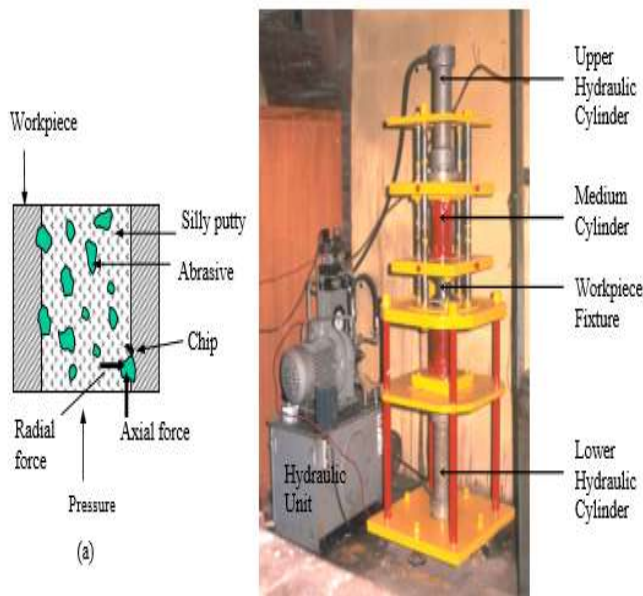 Workpiece
Silly putty
Abrasive
Chip
Radial
force
Axial force
Pressure
(a)
Upper
Hydraulic
Cylinder
Medium
Cylinder
Workpiece
Fixture
Hydraulic
Unit
Lower
Hydraulic
Cylinder